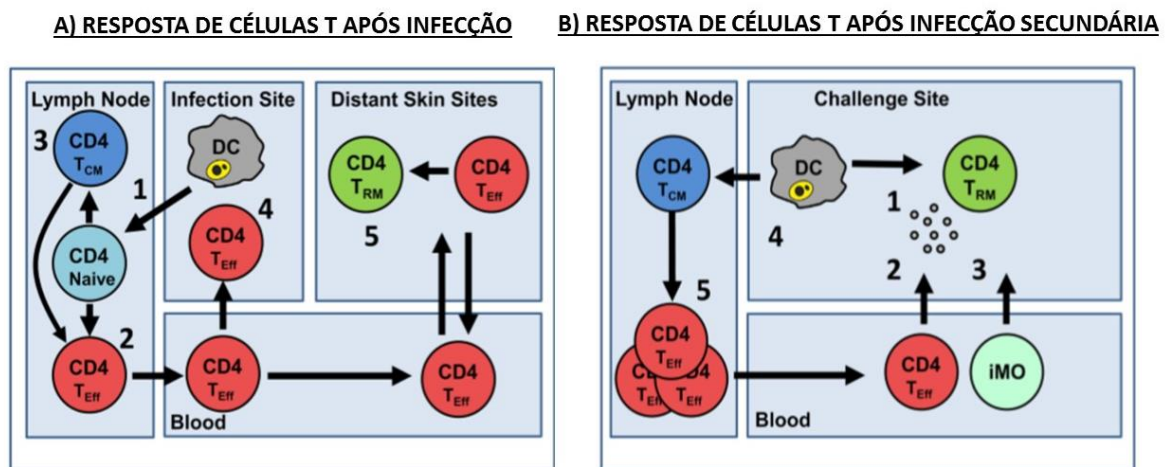 A) RESPOSTA DE CÉLULAS T APÓS INFECÇÃO
B) RESPOSTA DE CÉLULAS T APÓS INFECÇÃO SECUNDÁRIA
Lymph Node
3
CD4
TCM
1
CD4
Naive
2
CD4
TEff
Infection Site
DC
4
CD4
TEff
Distant Skin Sites
CD4
TRM
5
CD4
TEff
CD4
TEff
Blood
CD4
TEff
Lymph Node
CD4
TCM
5
CD4
TEff
TEff
D4
TEff
Challenge Site
DC
4
CD4
TRM
1
2
3
CD4
TEff
iMO
Blood